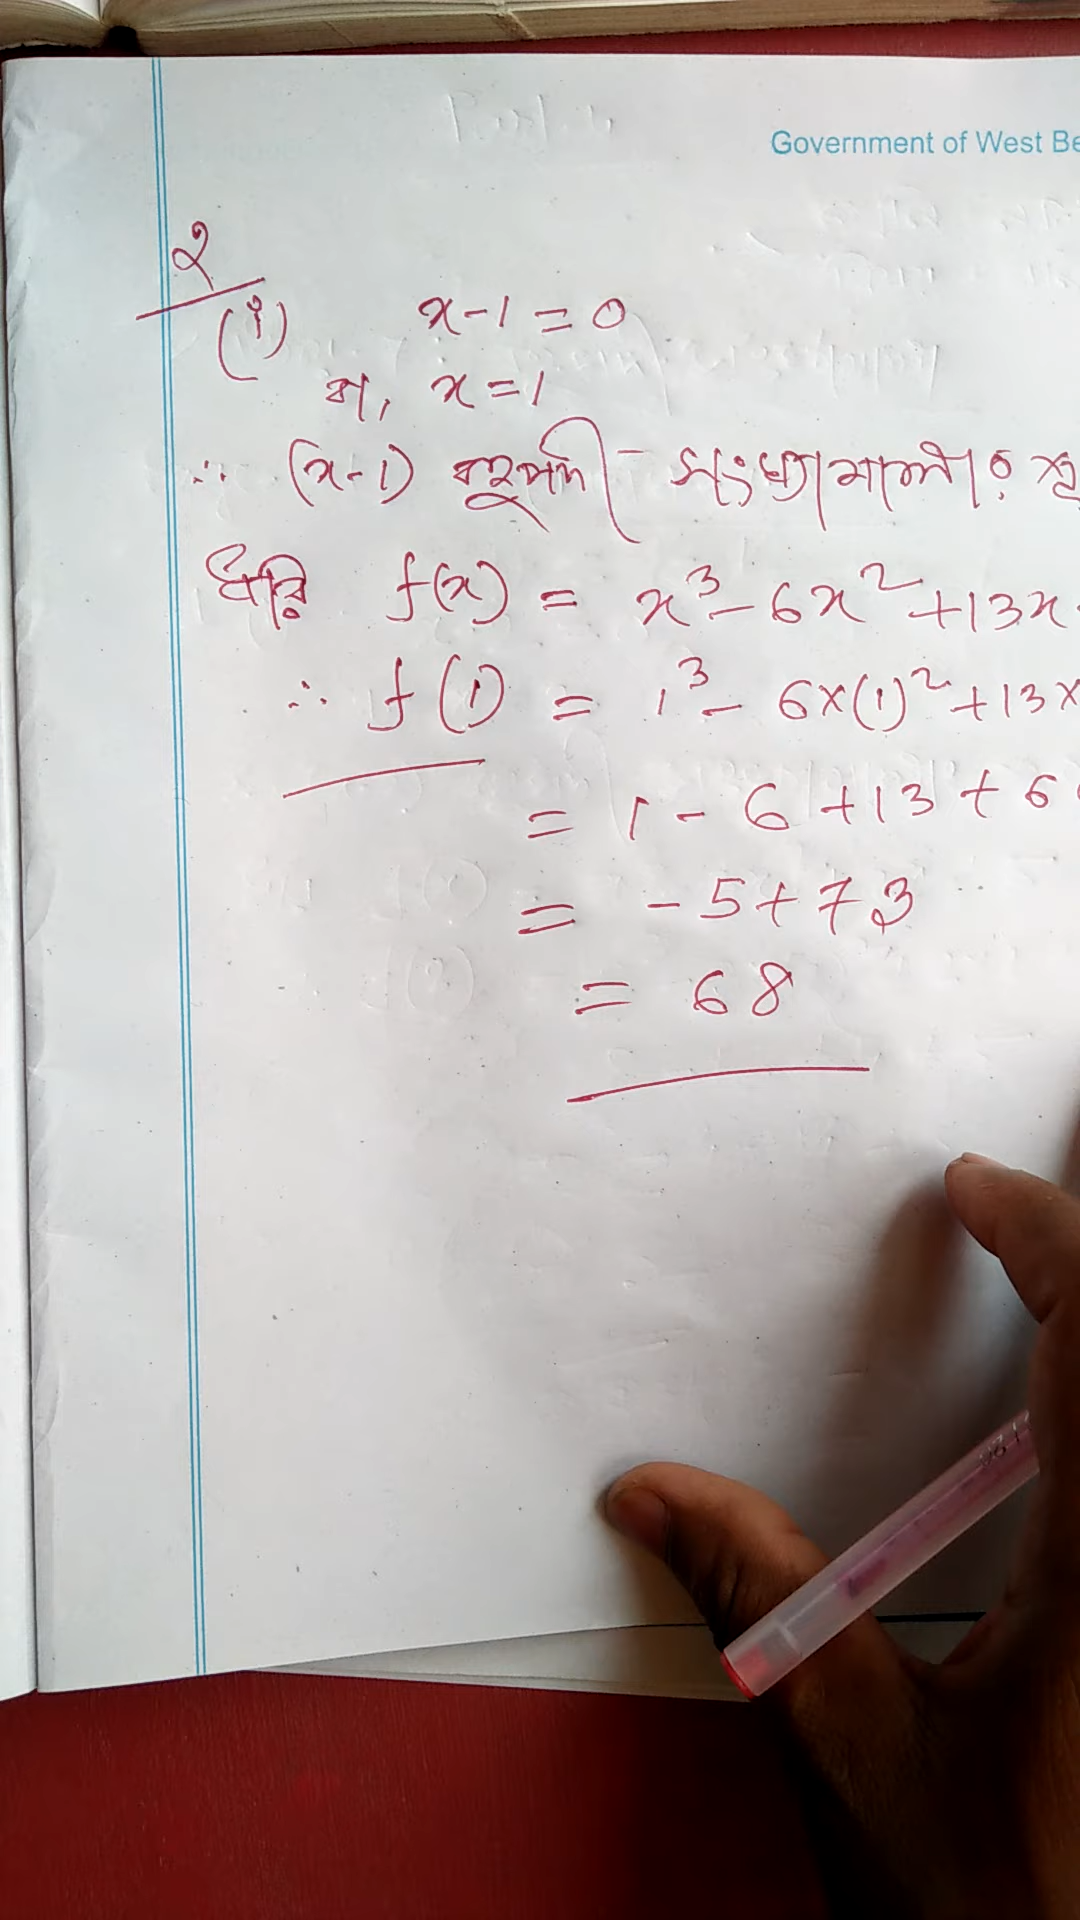 Government of West Be
২
(i) x-1 = 0
বা, x = 1
∴ (x-1) বহুপদী সংখ্যামালার শূ
ধরি f(x) = x³ - 6x² + 13x
∴ f(1) = 1³ - 6×(1)² + 13×
= 1 - 6 + 13 + 6
= - 5 + 73
= 68